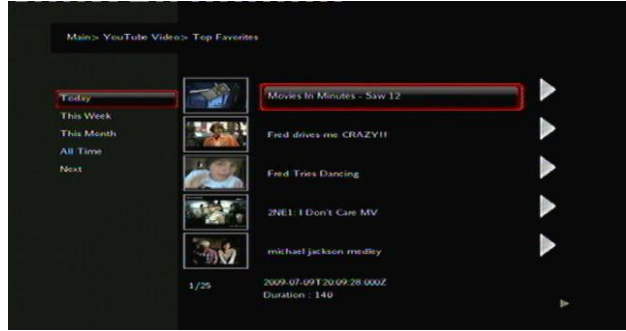 Main> YouTube Video> Top Favorites
Today
This Week
This Month
All Time
Next
Movies In Minutes - Saw 12
Fred drives me CRAZY!!
Fred Tries Dancing
2NE1: I Don't Care MV
michael jackson medley
1/25
2009-07-09T20:09:28.000Z
Duration : 140